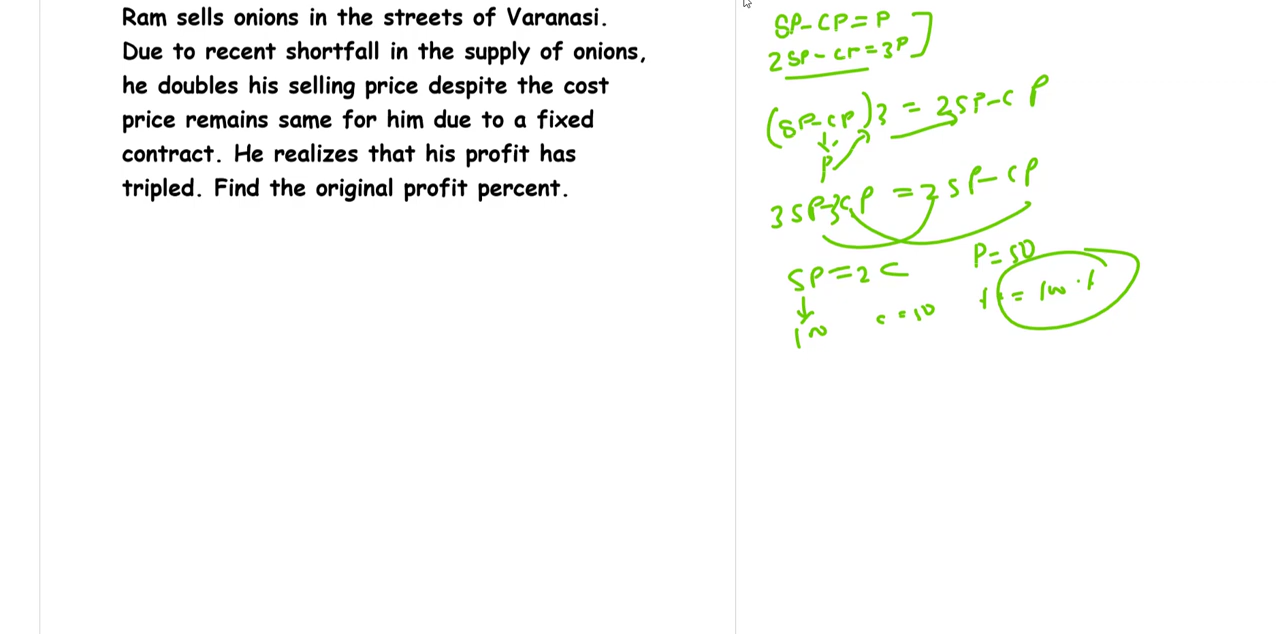 Ram sells onions in the streets of Varanasi.
Due to recent shortfall in the supply of onions,
he doubles his selling price despite the cost
price remains same for him due to a fixed
contract. He realizes that his profit has
tripled. Find the original profit percent.
SP-CP=P
2SP-CP=3P
(SP-CP)3 = 2SP-CP
P
3SP-3CP = 2SP-CP
SP=2C
P=50
100
= 100%